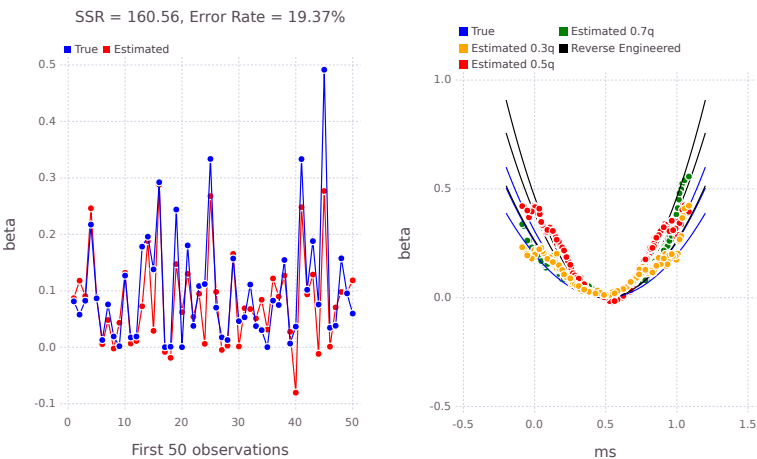 SSR = 160.56, Error Rate = 19.37%
True Estimated
0.5
0.4
0.3
0.2
0.1
0.0
-0.1
beta
0 10 20 30 40 50
First 50 observations
True Estimated 0.7q
Estimated 0.3q Reverse Engineered
Estimated 0.5q
1.0
0.5
0.0
-0.5
beta
-0.5 0.0 0.5 1.0 1.5
ms